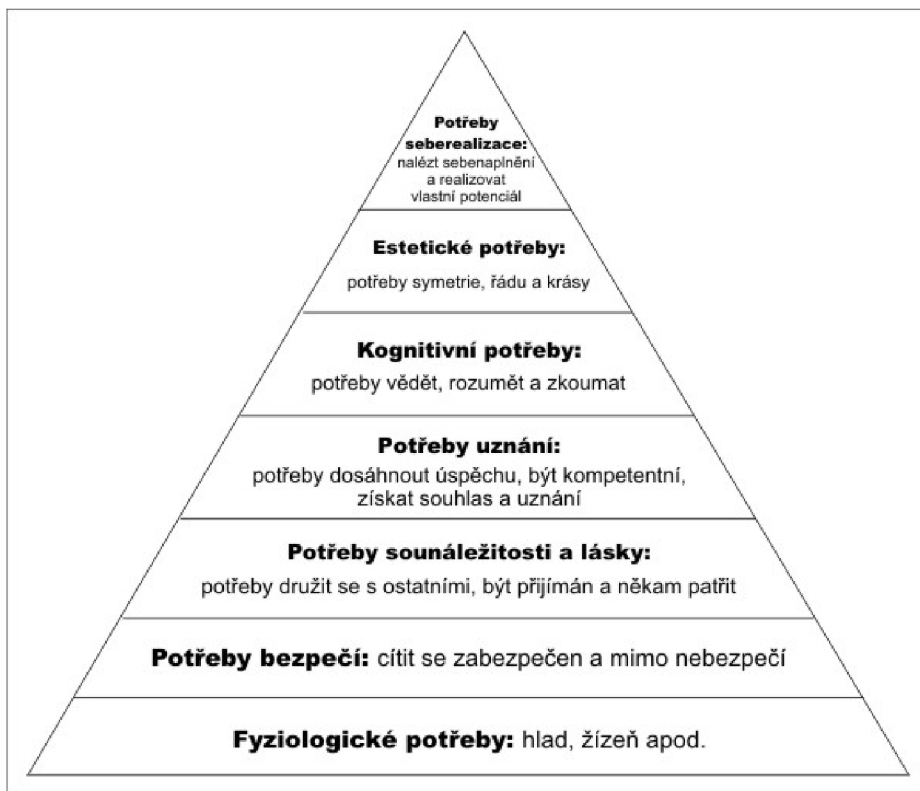 Potřeby
seberealizace:
nalézt sebenaplnění
a realizovat
vlastní potenciál
Estetické potřeby:
potřeby symetrie, řádu a krásy
Kognitivní potřeby:
potřeby vědět, rozumět a zkoumat
Potřeby uznání:
potřeby dosáhnout úspěchu, být kompetentní,
získat souhlas a uznání
Potřeby sounáležitosti a lásky:
potřeby družit se s ostatními, být přijímán a někam patřit
Potřeby bezpečí: cítit se zabezpečen a mimo nebezpečí
Fyziologické potřeby: hlad, žízeň apod.